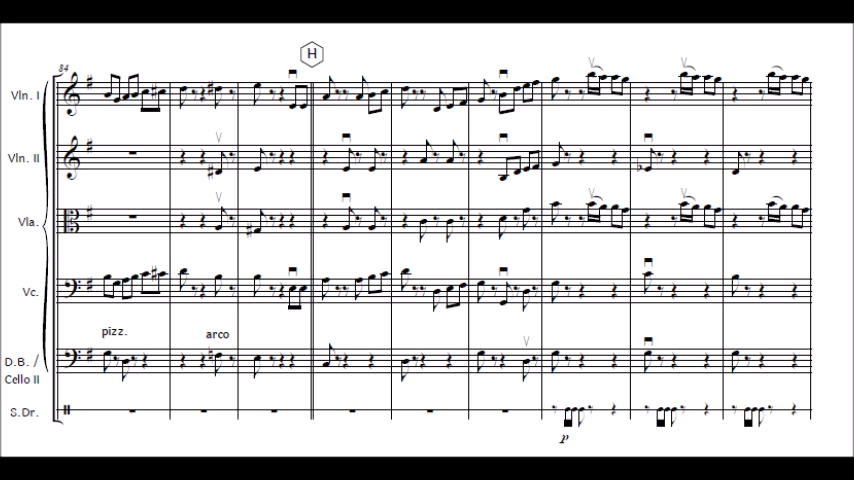 H
84
Vln. I
Vln. II
Vla.
Vc.
pizz.
arco
D.B. /
Cello II
S.Dr.
p